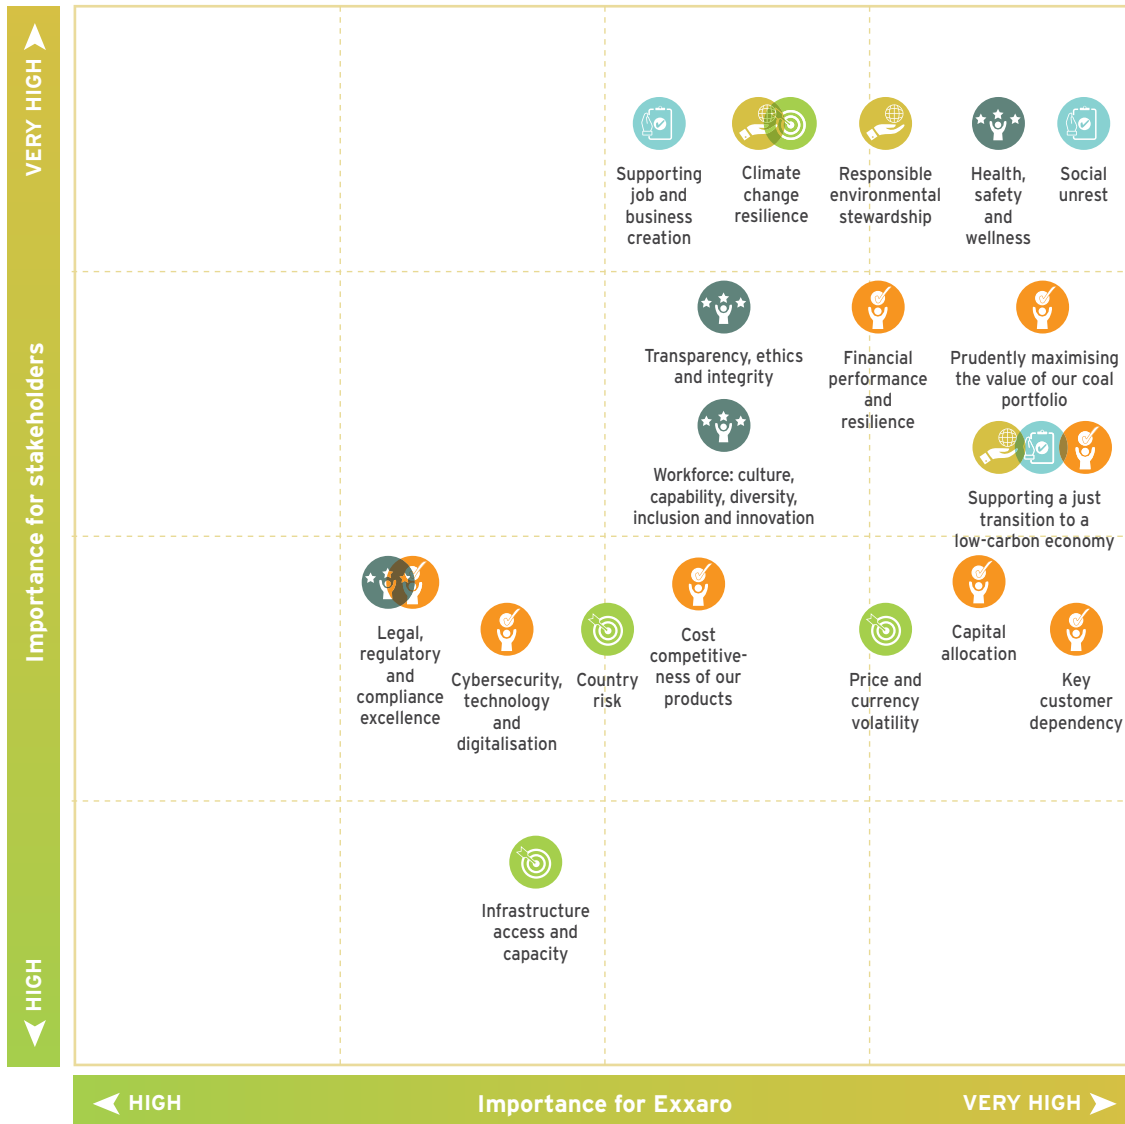 VERY HIGH
Importance for stakeholders
HIGH
Supporting
job and
business
creation
Climate
change
resilience
Responsible
environmental
stewardship
Health,
safety
and
wellness
Social
unrest
Transparency, ethics
and integrity
Financial
performance
and
resilience
Prudently maximising
the value of our coal
portfolio
Workforce: culture,
capability, diversity,
inclusion and innovation
Supporting a just
transition to a
low-carbon economy
Legal,
regulatory
and
compliance
excellence
Cybersecurity,
technology
and
digitalisation
Country
risk
Cost
competitive-
ness of our
products
Price and
currency
volatility
Capital
allocation
Key
customer
dependency
Infrastructure
access and
capacity
HIGH
Importance for Exxaro
VERY HIGH